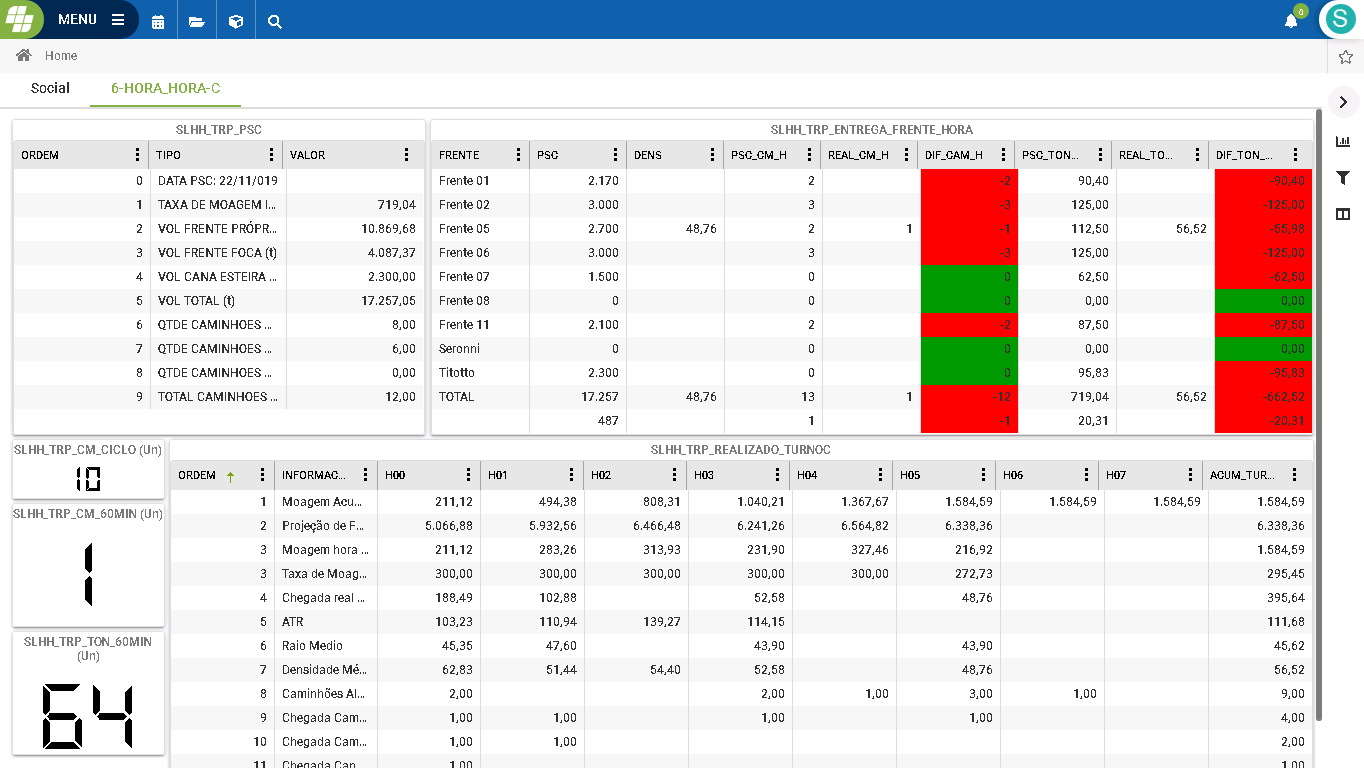 MENU
0
S
Home
Social 6-HORA_HORA-C
SLHH_TRP_PSC
ORDEM TIPO VALOR
0 DATA PSC: 22/11/019
1 TAXA DE MOAGEM I... 719,04
2 VOL FRENTE PRÓPR... 10.869,68
3 VOL FRENTE FOCA (t) 4.087,37
4 VOL CANA ESTEIRA ... 2.300,00
5 VOL TOTAL (t) 17.257,05
6 QTDE CAMINHOES ... 8,00
7 QTDE CAMINHOES ... 6,00
8 QTDE CAMINHOES ... 0,00
9 TOTAL CAMINHOES ... 12,00
SLHH_TRP_ENTREGA_FRENTE_HORA
FRENTE PSC DENS PSC_CM_H REAL_CM_H DIF_CAM_H PSC_TON... REAL_TO... DIF_TON_...
Frente 01 2.170 2 -2 90,40 -90,40
Frente 02 3.000 3 -3 125,00 -125,00
Frente 05 2.700 48,76 2 1 -1 112,50 56,52 -55,98
Frente 06 3.000 3 -3 125,00 -125,00
Frente 07 1.500 0 0 62,50 -62,50
Frente 08 0 0 0 0,00 0,00
Frente 11 2.100 2 -2 87,50 -87,50
Seronni 0 0 0 0,00 0,00
Titotto 2.300 0 0 95,83 -95,83
TOTAL 17.257 48,76 13 1 -12 719,04 56,52 -662,52
487 1 -1 20,31 -20,31
SLHH_TRP_CM_CICLO (Un)
10
SLHH_TRP_CM_60MIN (Un)
1
SLHH_TRP_TON_60MIN
(Un)
64
SLHH_TRP_REALIZADO_TURNOC
ORDEM INFORMAC... H00 H01 H02 H03 H04 H05 H06 H07 ACUM_TUR...
1 Moagem Acu... 211,12 494,38 808,31 1.040,21 1.367,67 1.584,59 1.584,59 1.584,59 1.584,59
2 Projeção de F... 5.066,88 5.932,56 6.466,48 6.241,26 6.564,82 6.338,36 6.338,36
3 Moagem hora ... 211,12 283,26 313,93 231,90 327,46 216,92 1.584,59
3 Taxa de Moag... 300,00 300,00 300,00 300,00 300,00 272,73 295,45
4 Chegada real ... 188,49 102,88 52,58 48,76 395,64
5 ATR 103,23 110,94 139,27 114,15 111,68
6 Raio Medio 45,35 47,60 43,90 43,90 45,62
7 Densidade Mé... 62,83 51,44 54,40 52,58 48,76 56,52
8 Caminhões Al... 2,00 2,00 1,00 3,00 1,00 9,00
9 Chegada Cam... 1,00 1,00 1,00 1,00 4,00
10 Chegada Cam... 1,00 1,00 2,00
11 Chegada Can... 1,00 1,00